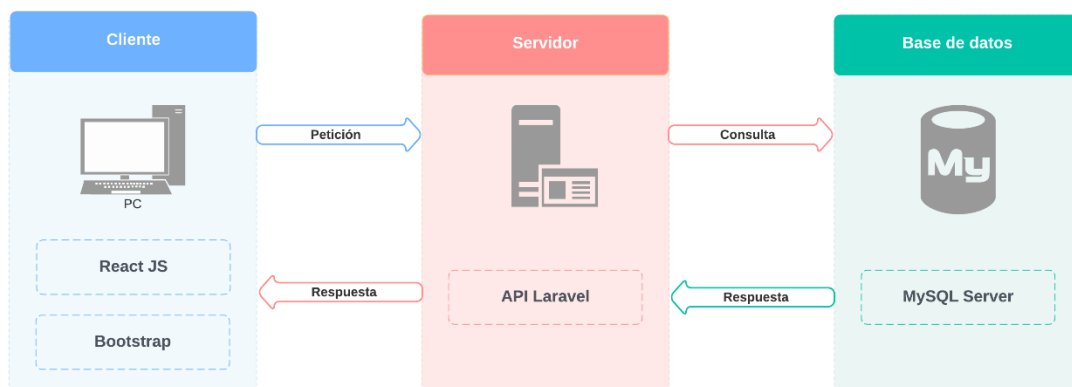 Cliente
Servidor
Base de datos
Petición
Consulta
My
PC
React JS
Respuesta
API Laravel
Respuesta
MySQL Server
Bootstrap